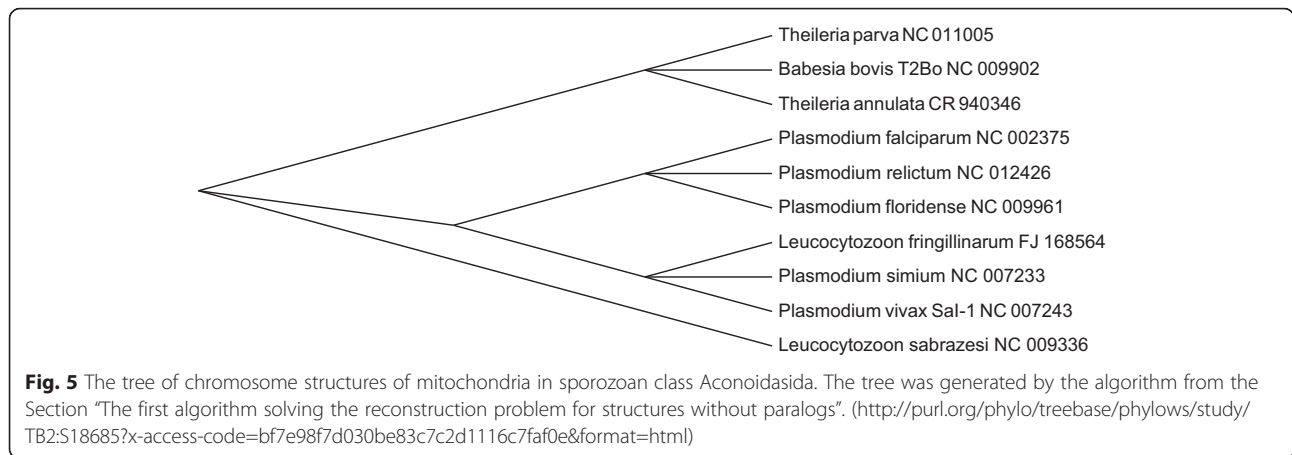 Theileria parva NC 011005
Babesia bovis T2Bo NC 009902
Theileria annulata CR 940346
Plasmodium falciparum NC 002375
Plasmodium relictum NC 012426
Plasmodium floridense NC 009961
Leucocytozoon fringillinarum FJ 168564
Plasmodium simium NC 007233
Plasmodium vivax Sal-1 NC 007243
Leucocytozoon sabrazesi NC 009336
Fig. 5 The tree of chromosome structures of mitochondria in sporozoan class Aconoidasida. The tree was generated by the algorithm from the
Section “The first algorithm solving the reconstruction problem for structures without paralogs”. (http://purl.org/phylo/treebase/phylows/study/
TB2:S18685?x-access-code=bf7e98f7d030be83c7c2d1116c7faf0e&format=html)